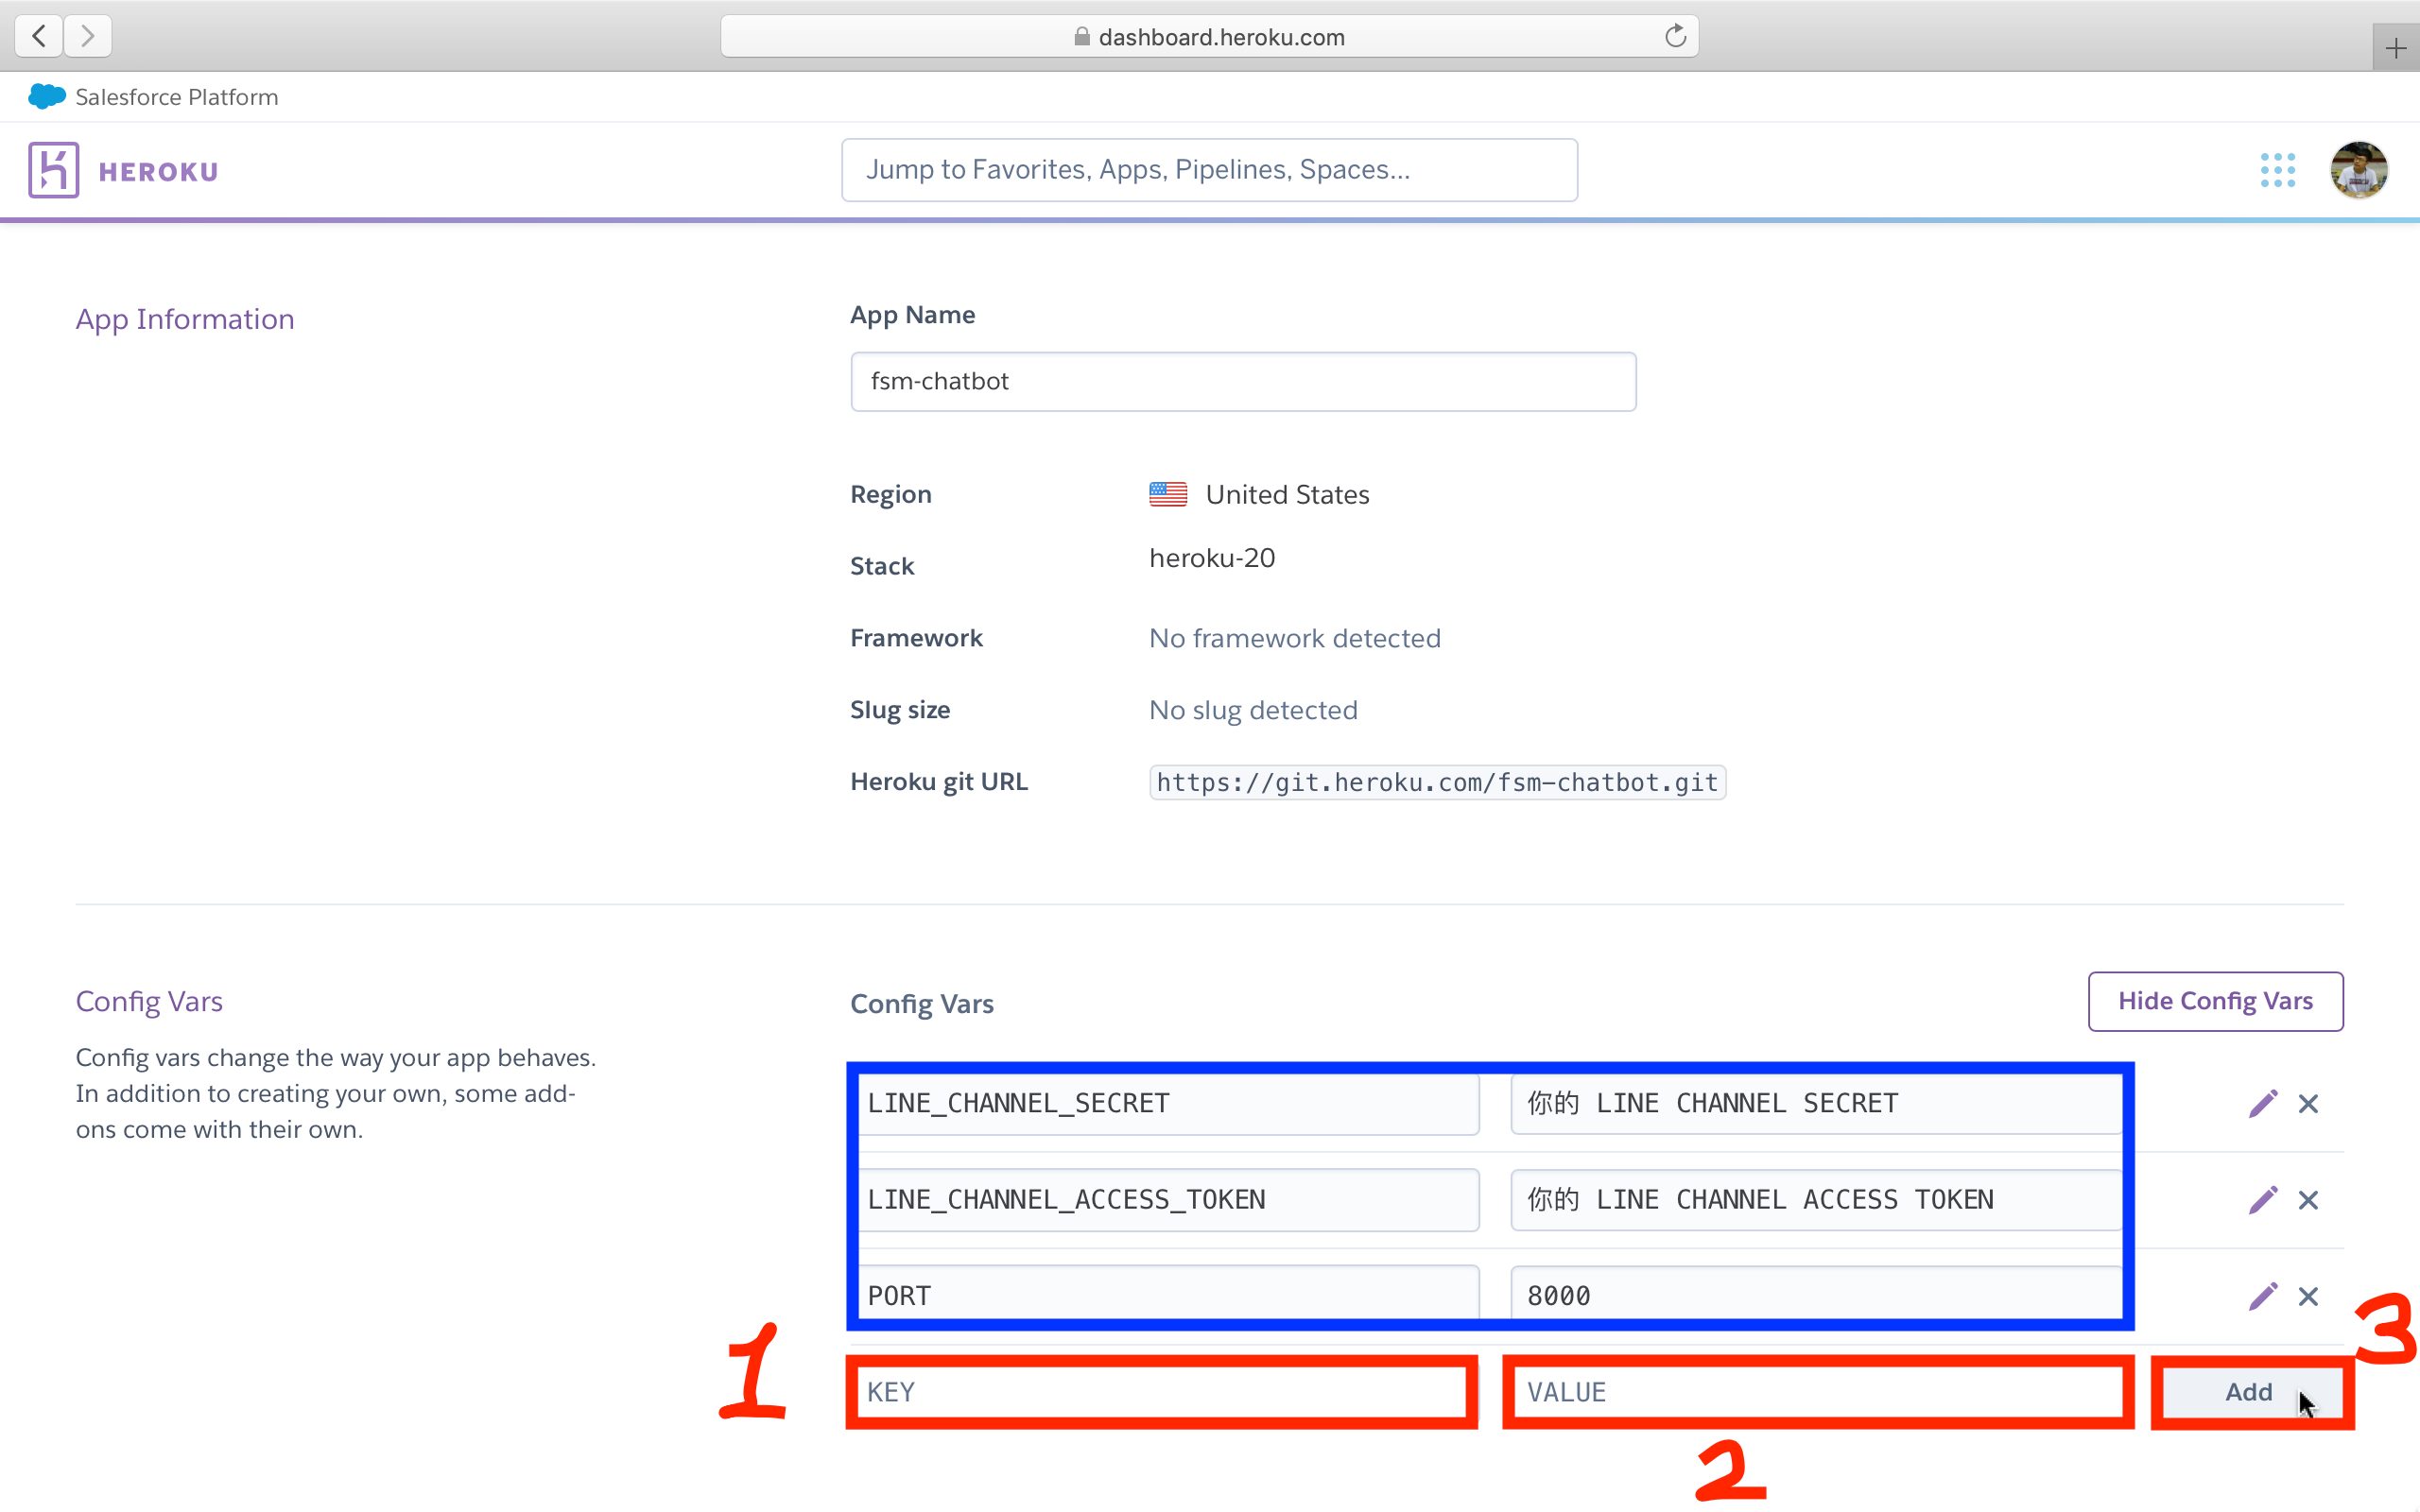 dashboard.heroku.com
Salesforce Platform
HEROKU
Jump to Favorites, Apps, Pipelines, Spaces...
App Information
App Name
fsm-chatbot
Region United States
Stack heroku-20
Framework No framework detected
Slug size No slug detected
Heroku git URL https://git.heroku.com/fsm-chatbot.git
Config Vars
Config vars change the way your app behaves.
In addition to creating your own, some add-
ons come with their own.
Config Vars
Hide Config Vars
LINE_CHANNEL_SECRET 你的 LINE CHANNEL SECRET
LINE_CHANNEL_ACCESS_TOKEN 你的 LINE CHANNEL ACCESS TOKEN
PORT 8000
1 KEY
VALUE 2
Add 3